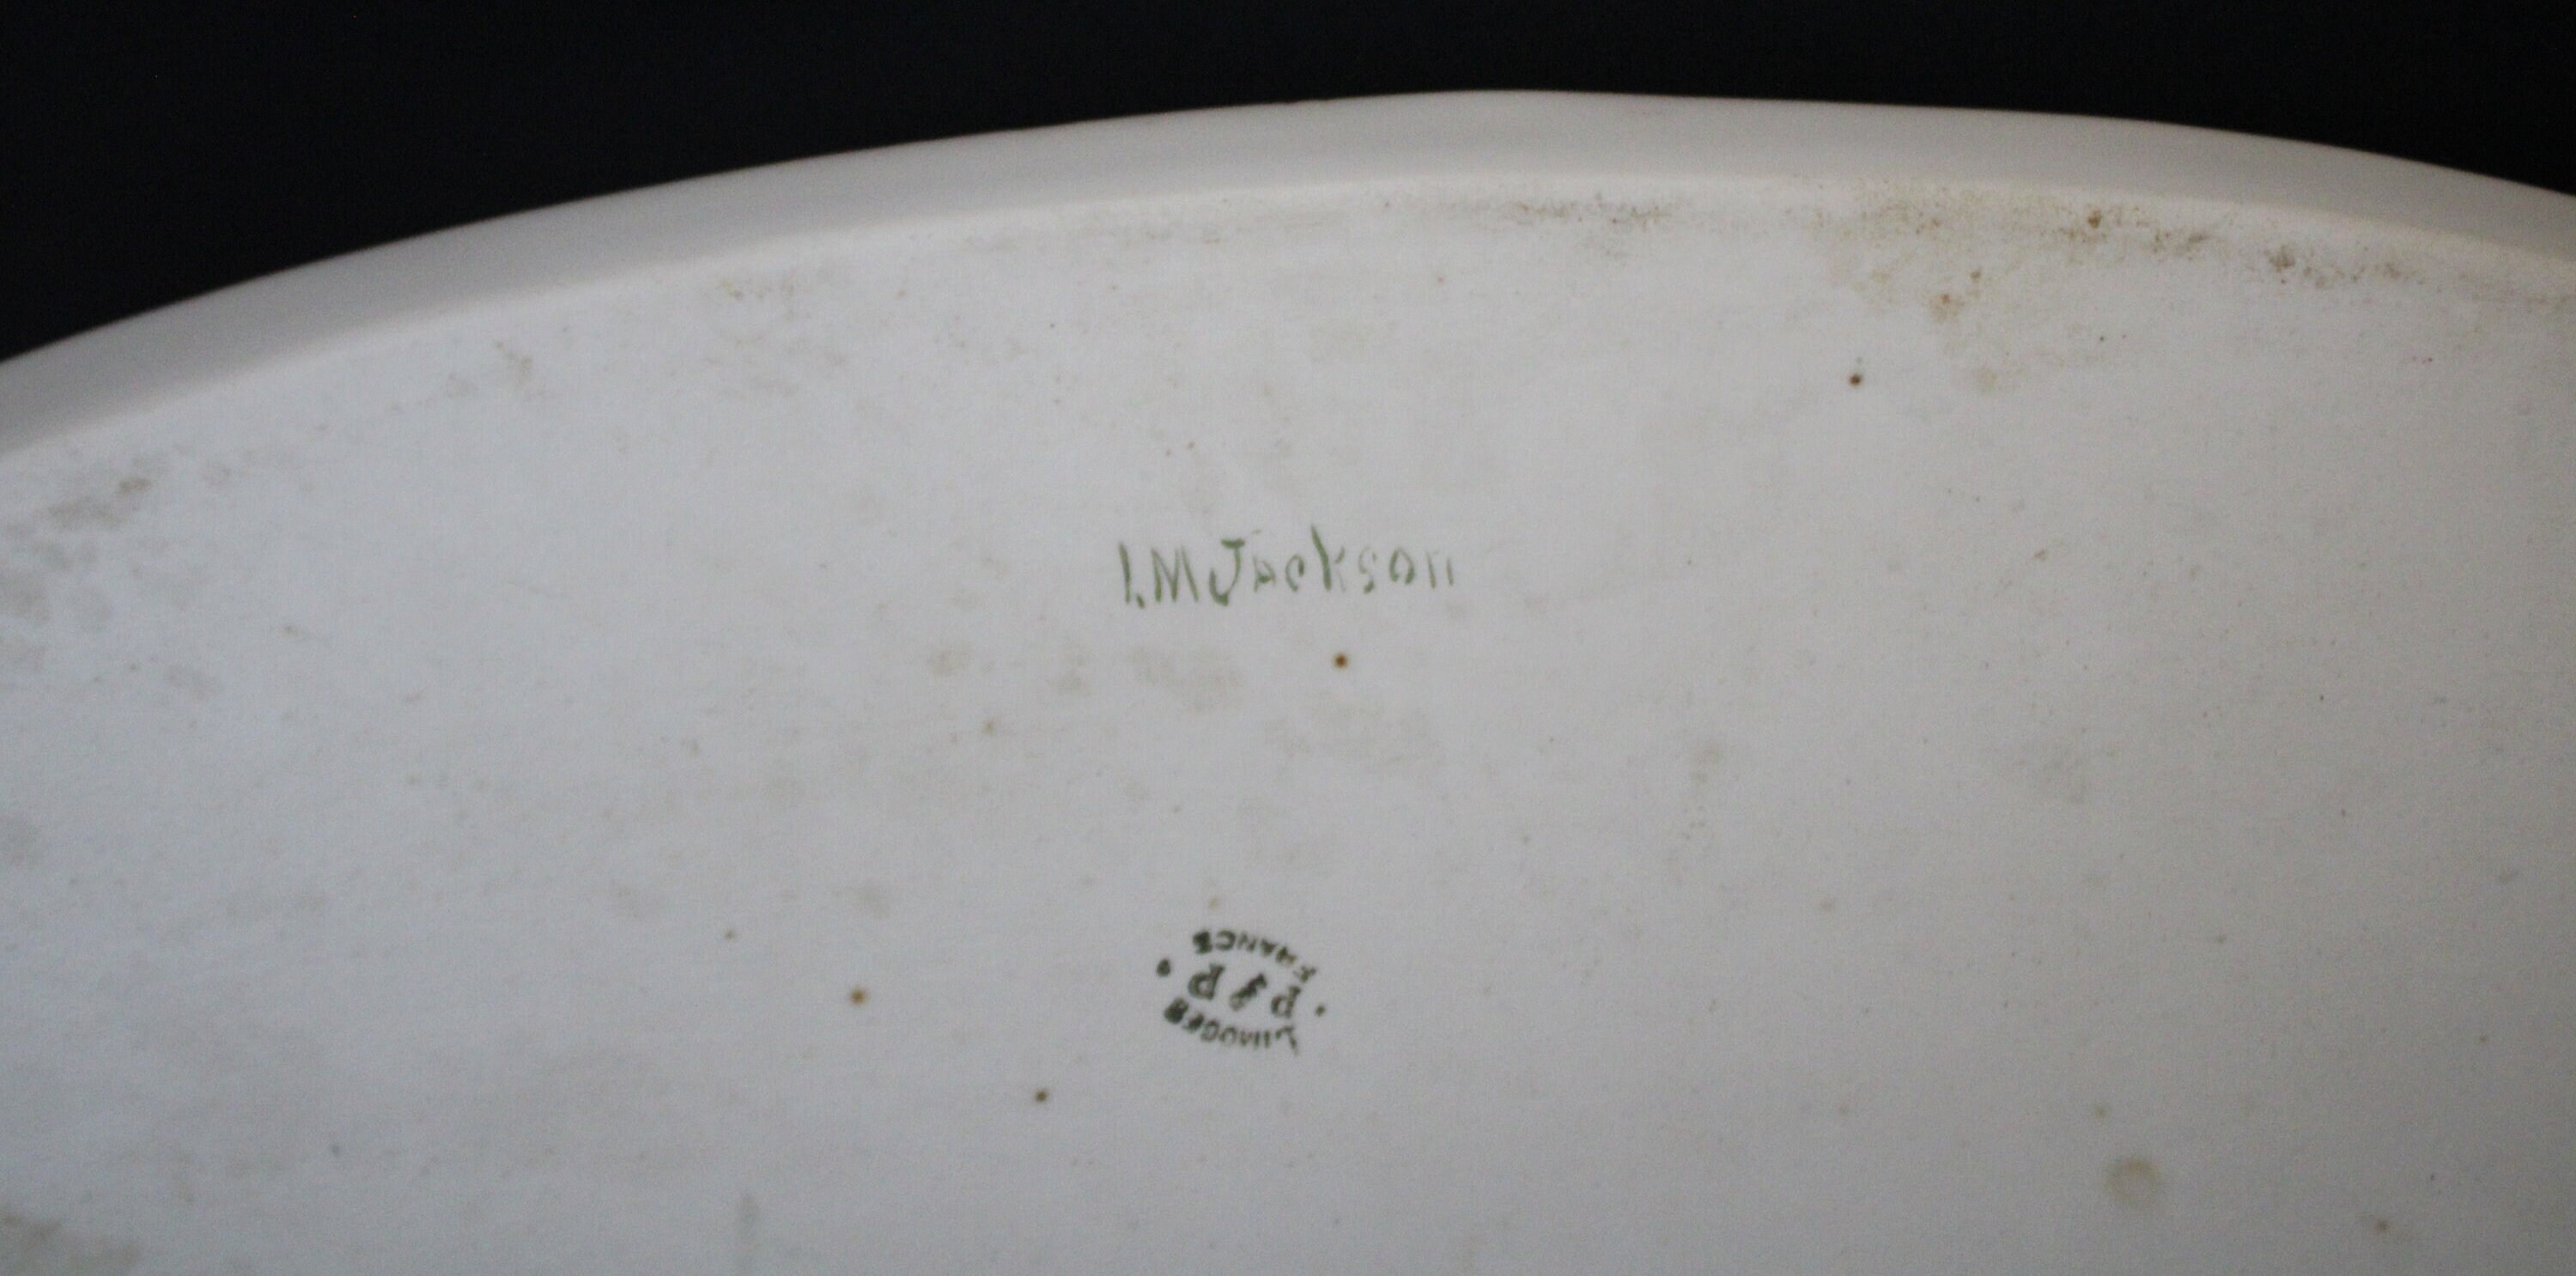 I.M Jackson
LIMOGES
P P
FRANCE